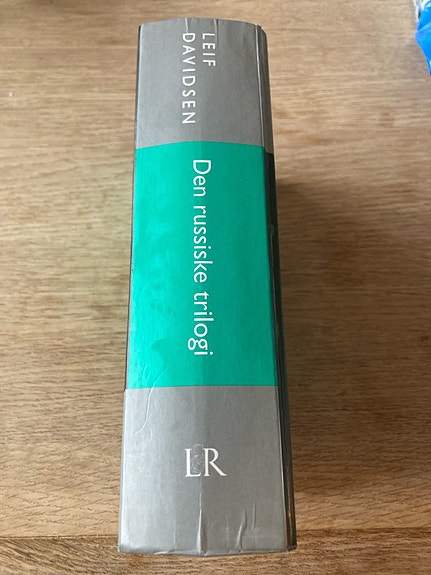 LEIF
DAVIDSEN
Den russiske trilogi
LR